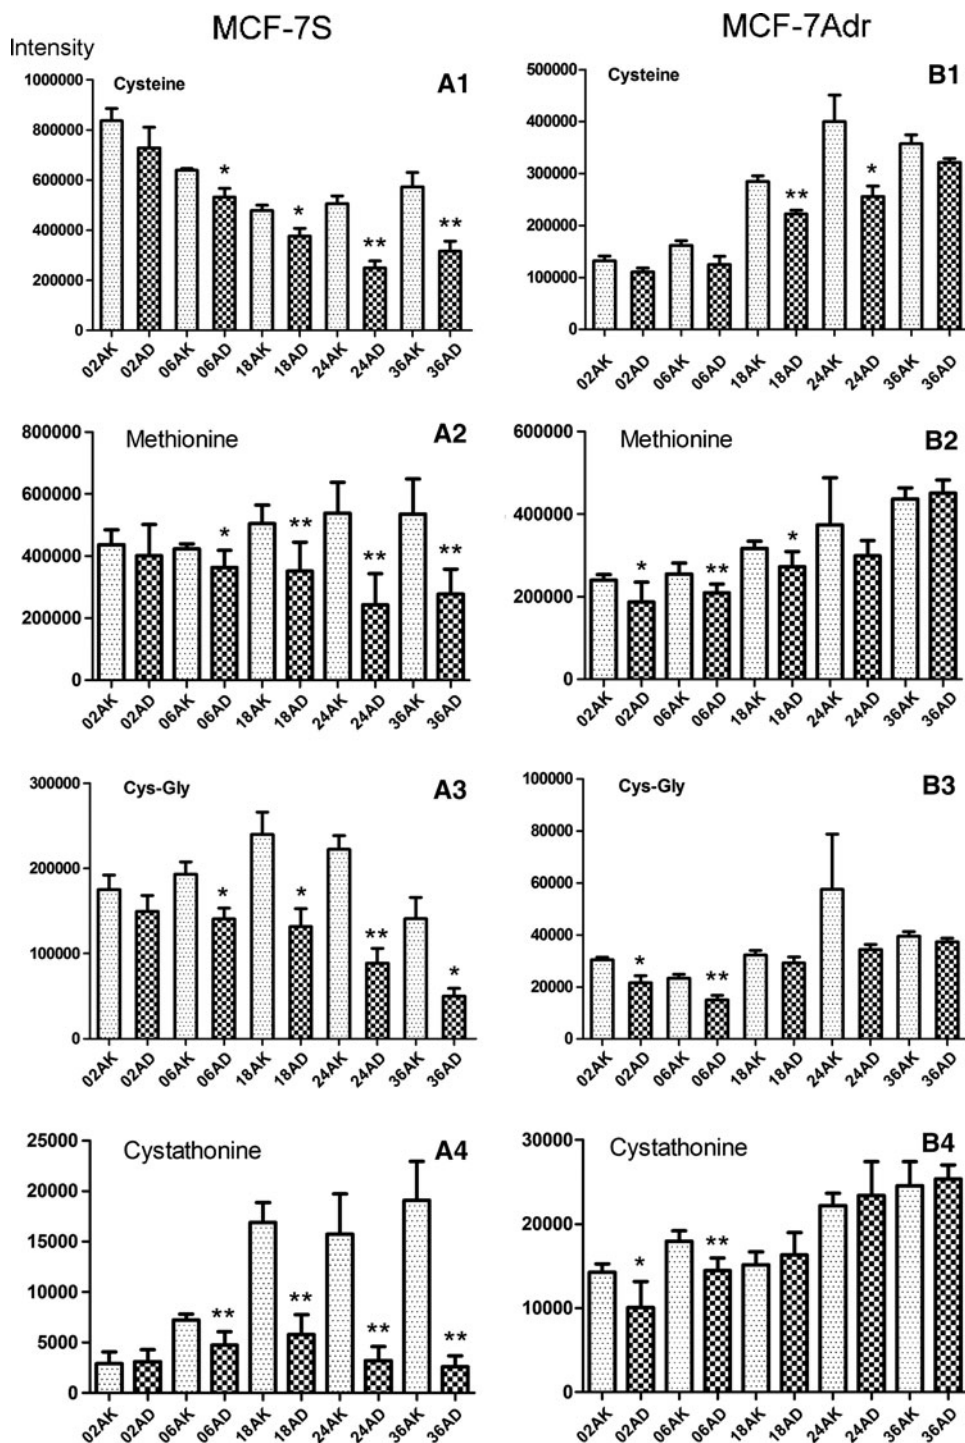 MCF-7S
MCF-7Adr
Intensity
Cysteine
A1
1000000
800000
600000
400000
200000
0
*
*
**
**
02AK 02AD 06AK 06AD 18AK 18AD 24AK 24AD 36AK 36AD
Cysteine
B1
500000
400000
300000
200000
100000
0
**
*
02AK 02AD 06AK 06AD 18AK 18AD 24AK 24AD 36AK 36AD
Methionine
A2
800000
600000
400000
200000
0
*
**
**
**
02AK 02AD 06AK 06AD 18AK 18AD 24AK 24AD 36AK 36AD
Methionine
B2
600000
400000
200000
0
*
**
*
02AK 02AD 06AK 06AD 18AK 18AD 24AK 24AD 36AK 36AD
Cys-Gly
A3
300000
200000
100000
0
*
*
**
*
02AK 02AD 06AK 06AD 18AK 18AD 24AK 24AD 36AK 36AD
Cys-Gly
B3
100000
80000
60000
40000
20000
0
*
**
02AK 02AD 06AK 06AD 18AK 18AD 24AK 24AD 36AK 36AD
Cystathonine
A4
25000
20000
15000
10000
5000
0
**
**
**
**
02AK 02AD 06AK 06AD 18AK 18AD 24AK 24AD 36AK 36AD
Cystathonine
B4
30000
20000
10000
0
*
**
02AK 02AD 06AK 06AD 18AK 18AD 24AK 24AD 36AK 36AD